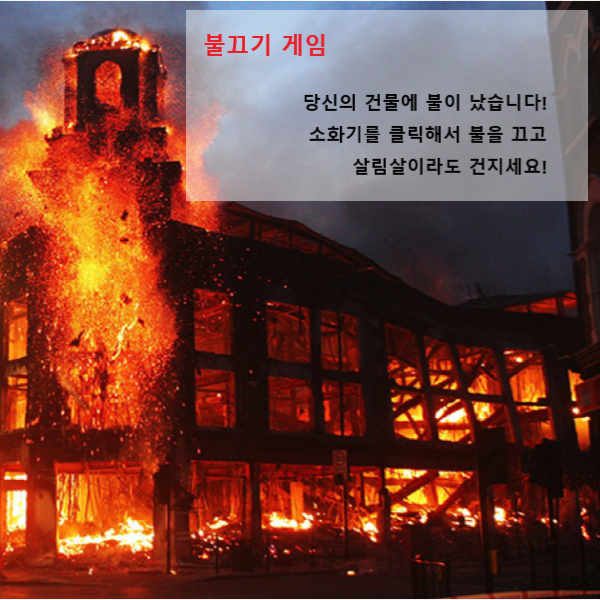 불끄기 게임
당신의 건물에 불이 났습니다!
소화기를 클릭해서 불을 끄고
살림살이라도 건지세요!